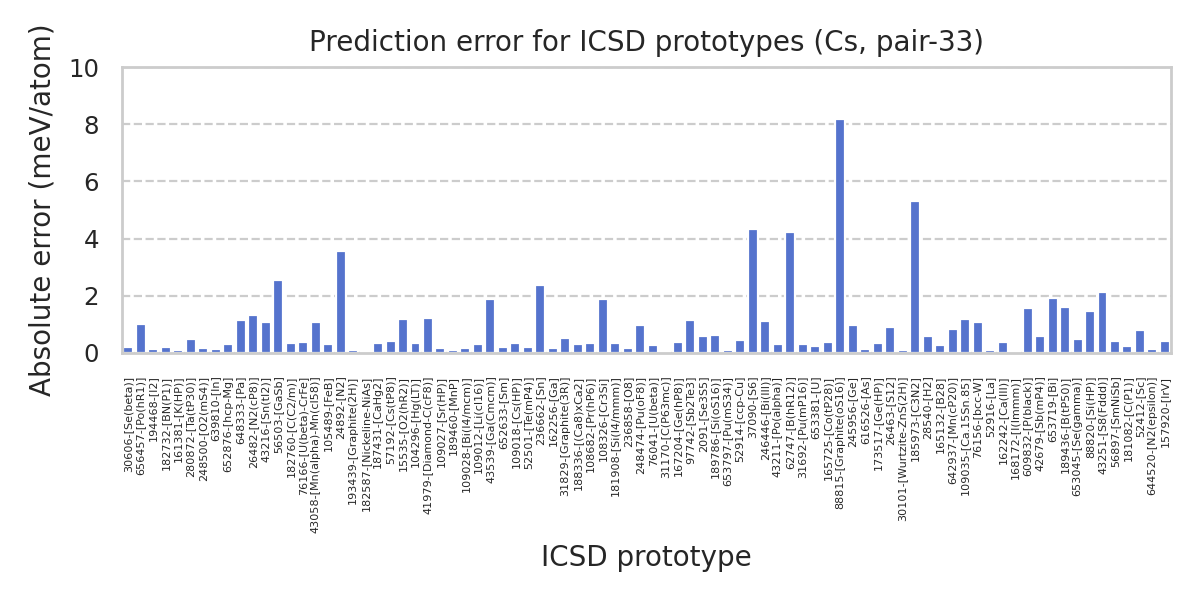 Prediction error for ICSD prototypes (Cs, pair-33)
Absolute error (meV/atom)
10
8
6
4
2
0
30606-[Se(beta)]
656457-[Po(hR1)]
194468-[I2]
182732-[BN(P1)]
161381-[K(HP)]
280872-[Ta(tP30)]
248500-[O2(mS4)]
639810-[In]
652876-[hcp-Mg]
64833-[Pa]
26482-[N2(cP8)]
43216-[Sn(tI2)]
56503-[GaSb]
182760-[C(C2/m)]
76166-[U(beta)-CrFe]
43058-[Mn(alpha)-Mn(cI58)]
105489-[FeB]
24892-[N2]
193439-[Graphite(2H)]
182587-[Nickeline-NiAs]
187431-[CaHg2]
57192-[Cs(tP8)]
15535-[O2(hR2)]
104296-[Hg(LT)]
41979-[Diamond-C(cF8)]
109027-[Sr(HP)]
189460-[MnP]
109028-[Bi(I4/mcm)]
109012-[Li(cI16)]
43539-[Ga(Cmcm)]
652633-[Sm]
109018-[Cs(HP)]
52501-[Te(mP4)]
236662-[Sn]
162256-[Ga]
31829-[Graphite(3R)]
188336-[(Ca8)xCa2]
108682-[Pr(hP6)]
108326-[Cr3Si]
181908-[Si(I4/mmm)]
236858-[O8]
248474-[Pu(oF8)]
76041-[U(beta)]
31170-[C(P63mc)]
167204-[Ge(hP8)]
97742-[Sb2Te3]
2091-[Se3S5]
189786-[Si(oS16)]
653797-[Pu(mS34)]
52914-[ccp-Cu]
37090-[S6]
246446-[Bi(III)]
43211-[Po(alpha)]
62747-[B(hR12)]
31692-[Pu(mP16)]
653381-[U]
165725-[Co(tP28)]
88815-[Graphite(oS16)]
245956-[Ge]
616526-[As]
173517-[Ge(HP)]
26463-[S12]
30101-[Wurtzite-ZnS(2H)]
185973-[C3N2]
28540-[H2]
165132-[B28]
642937-[Mn(cP20)]
109035-[Ca.15Sn.85]
76156-[bcc-W]
52916-[La]
162242-[Ca(III)]
168172-[I(Immm)]
609832-[P(black)]
42679-[Sb(mP4)]
653719-[Bi]
189436-[B(tP50)]
653045-[Se(gamma)]
88820-[Si(HP)]
43251-[S8(Fddd)]
56897-[SmNiSb]
181082-[C(P1)]
52412-[Sc]
644520-[N2(epsilon)]
157920-[IrV]
ICSD prototype